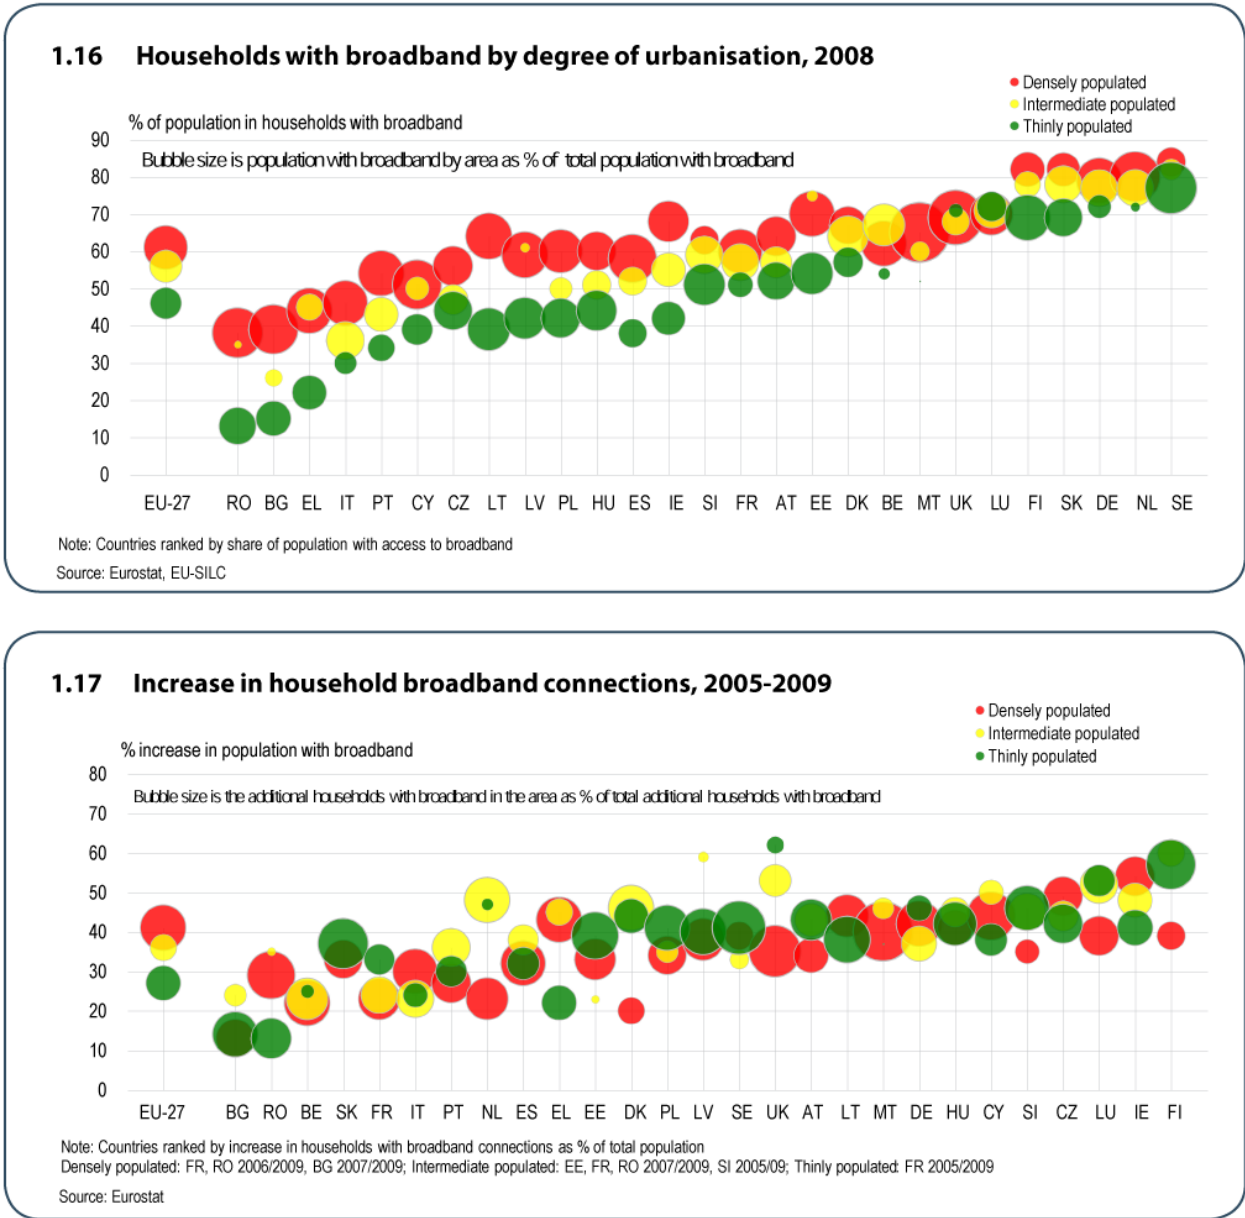 1.16 Households with broadband by degree of urbanisation, 2008
Densely populated
Intermediate populated
Thinly populated
% of population in households with broadband
Bubble size is population with broadband by area as % of total population with broadband
90
80
70
60
50
40
30
20
10
0
EU-27 RO BG EL IT PT CY CZ LT LV PL HU ES IE SI FR AT EE DK BE MT UK LU FI SK DE NL SE
Note: Countries ranked by share of population with access to broadband
Source: Eurostat, EU-SILC
1.17 Increase in household broadband connections, 2005-2009
Densely populated
Intermediate populated
Thinly populated
% increase in population with broadband
Bubble size is the additional households with broadband in the area as % of total additional households with broadband
80
70
60
50
40
30
20
10
0
EU-27 BG RO BE SK FR IT PT NL ES EL EE DK PL LV SE UK AT LT MT DE HU CY SI CZ LU IE FI
Note: Countries ranked by increase in households with broadband connections as % of total population
Densely populated: FR, RO 2006/2009, BG 2007/2009; Intermediate populated: EE, FR, RO 2007/2009, SI 2005/09; Thinly populated: FR 2005/2009
Source: Eurostat